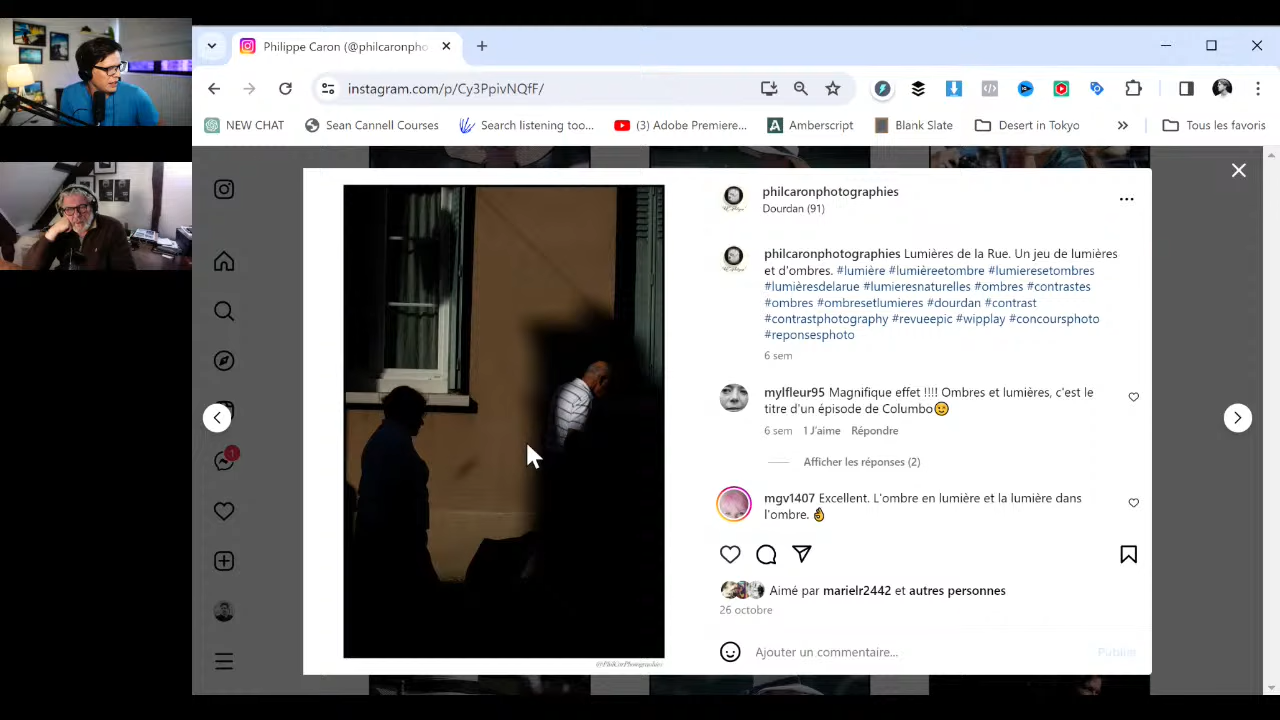 Philippe Caron (@philcaronpho
instagram.com/p/Cy3PpivNQfF/
NEW CHAT
Sean Cannell Courses
Search listening too...
(3) Adobe Premiere...
Amberscript
Blank Slate
Desert in Tokyo
Tous les favoris
philcaronphotographies
Dourdan (91)
philcaronphotographies Lumières de la Rue. Un jeu de lumières
et d'ombres. #lumière #lumièreetombre #lumieresetombres
#lumièresdelarue #lumieresnaturelles #ombres #contrastes
#ombres #ombresetlumieres #dourdan #contrast
#contrastphotography #revueepic #wipplay #concoursphoto
#reponsesphoto
6 sem
mylfleur95 Magnifique effet !!!! Ombres et lumières, c'est le
titre d'un épisode de Columbo
6 sem 1 J'aime Répondre
Afficher les réponses (2)
mgv1407 Excellent. L'ombre en lumière et la lumière dans
l'ombre.
1
Aimé par marielr2442 et autres personnes
26 octobre
Ajouter un commentaire...
Publier